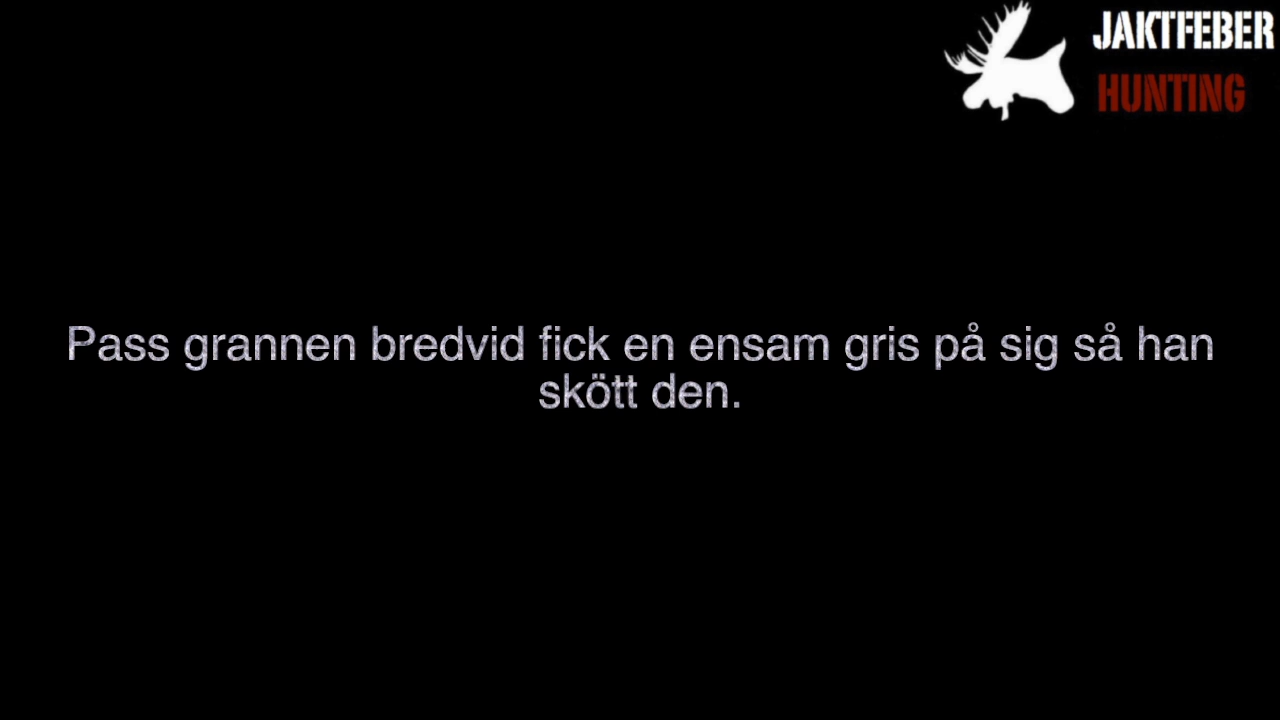 JAKTFEBER
HUNTING
Pass grannen bredvid fick en ensam gris på sig så han
skött den.